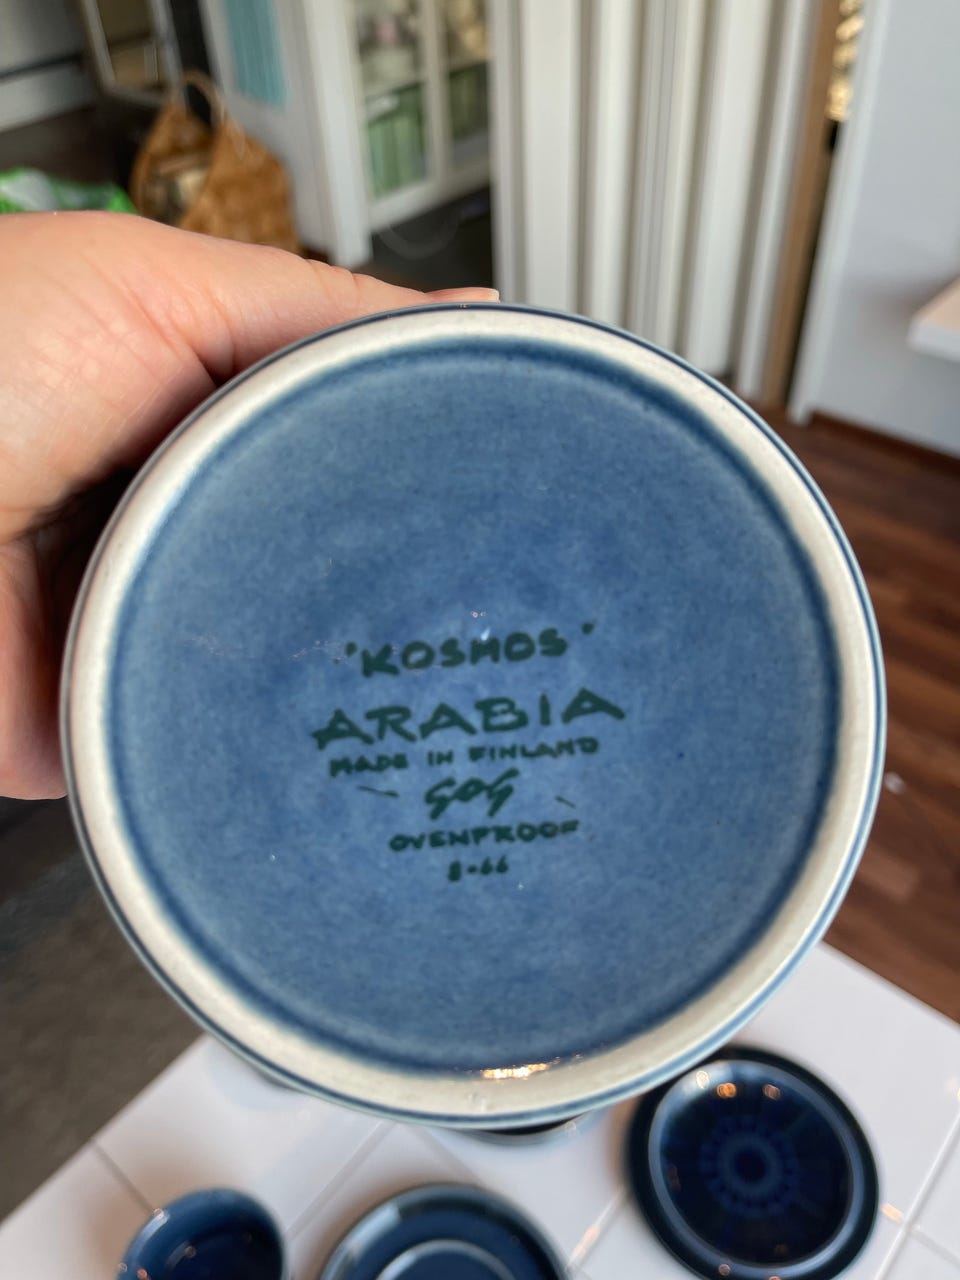 'KOSMOS'
ARABIA
MADE IN FINLAND
GOG
OVENPROOF
8-66